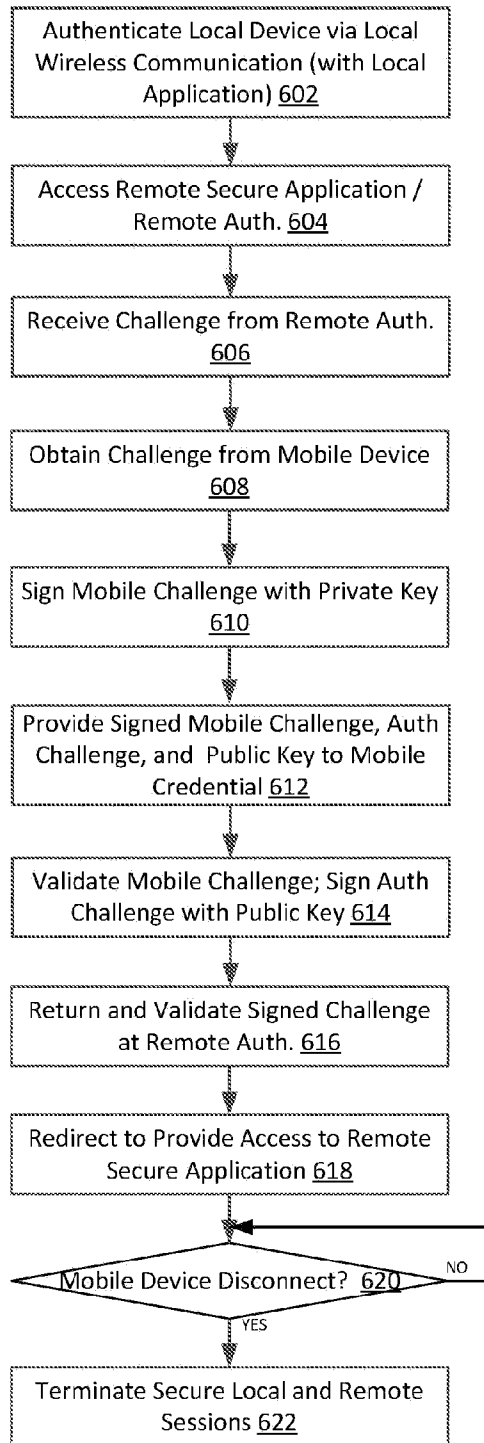 Authenticate Local Device via Local
Wireless Communication (with Local
Application) 602
Access Remote Secure Application /
Remote Auth. 604
Receive Challenge from Remote Auth.
606
Obtain Challenge from Mobile Device
608
Sign Mobile Challenge with Private Key
610
Provide Signed Mobile Challenge, Auth
Challenge, and Public Key to Mobile
Credential 612
Validate Mobile Challenge; Sign Auth
Challenge with Public Key 614
Return and Validate Signed Challenge
at Remote Auth. 616
Redirect to Provide Access to Remote
Secure Application 618
Mobile Device Disconnect? 620
NO
YES
Terminate Secure Local and Remote
Sessions 622